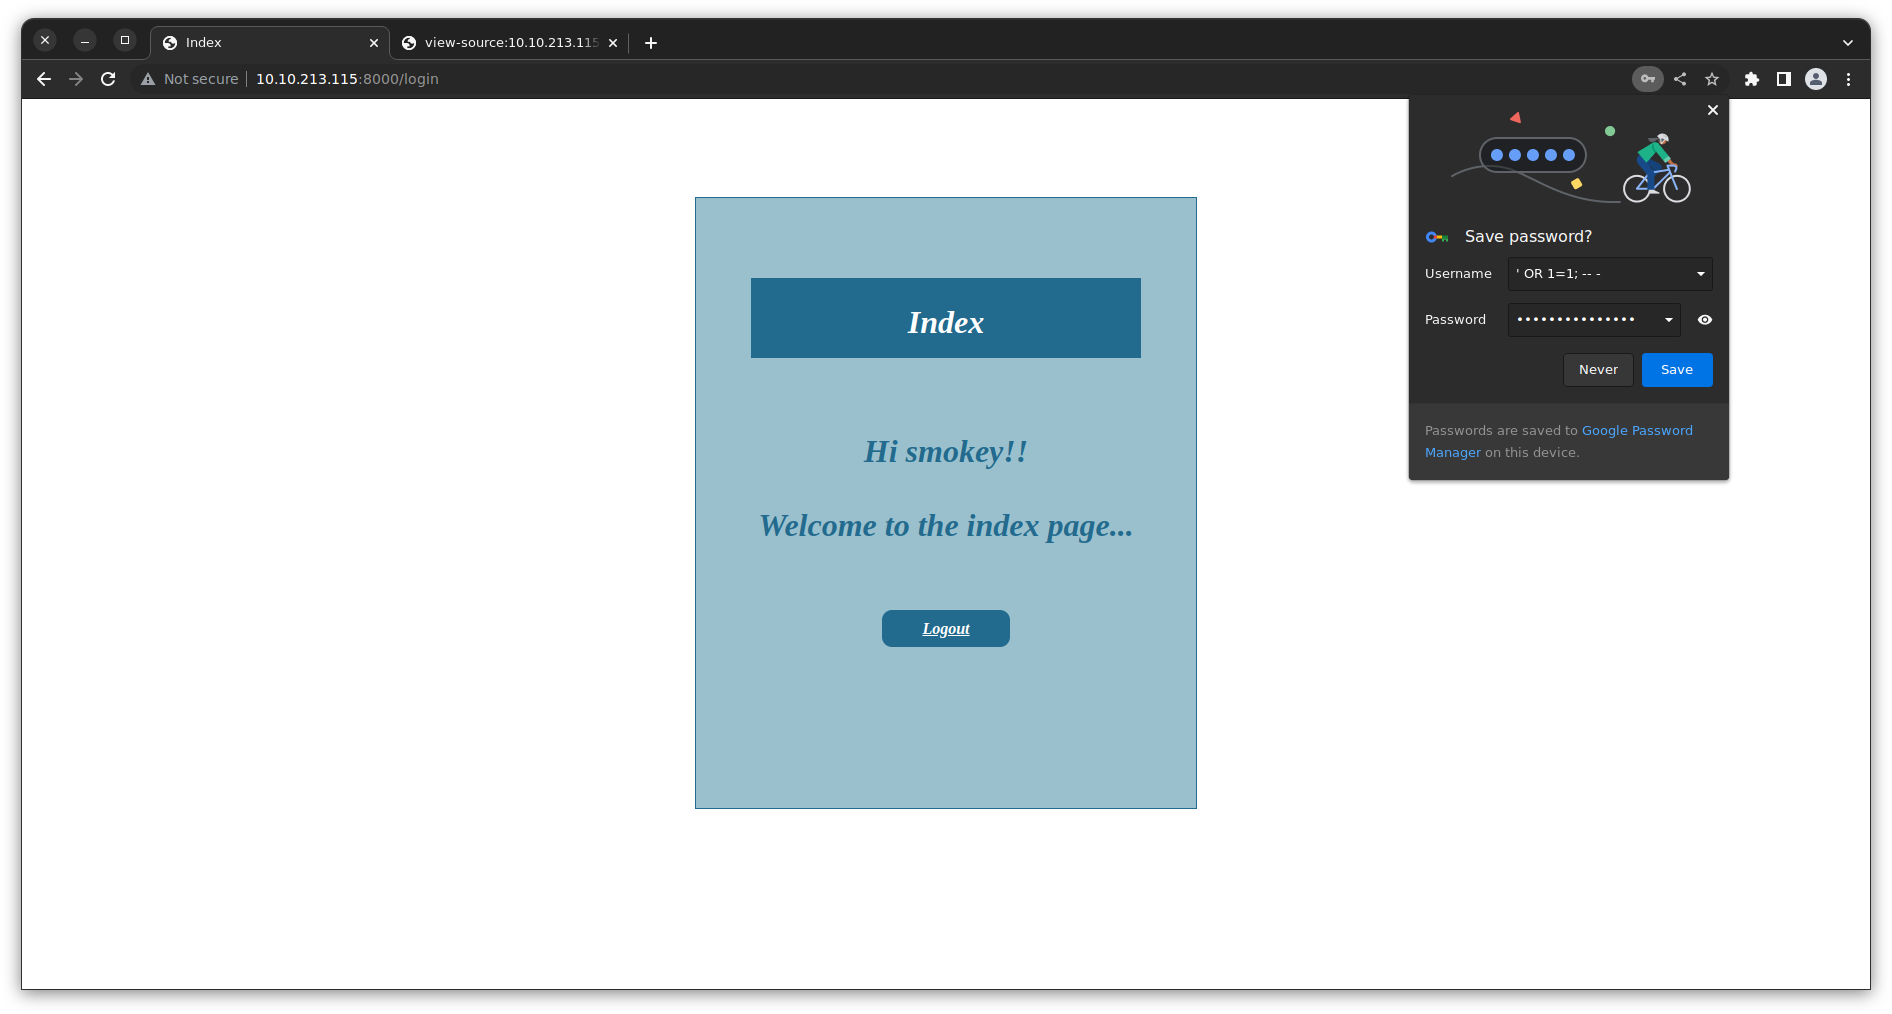 Index
view-source:10.10.213.115
Not secure
10.10.213.115:8000/login
Index
Hi smokey!!
Welcome to the index page...
Logout
Save password?
Username
' OR 1=1; -- -
Password
•••••••••••••••
Never
Save
Passwords are saved to Google Password
Manager on this device.